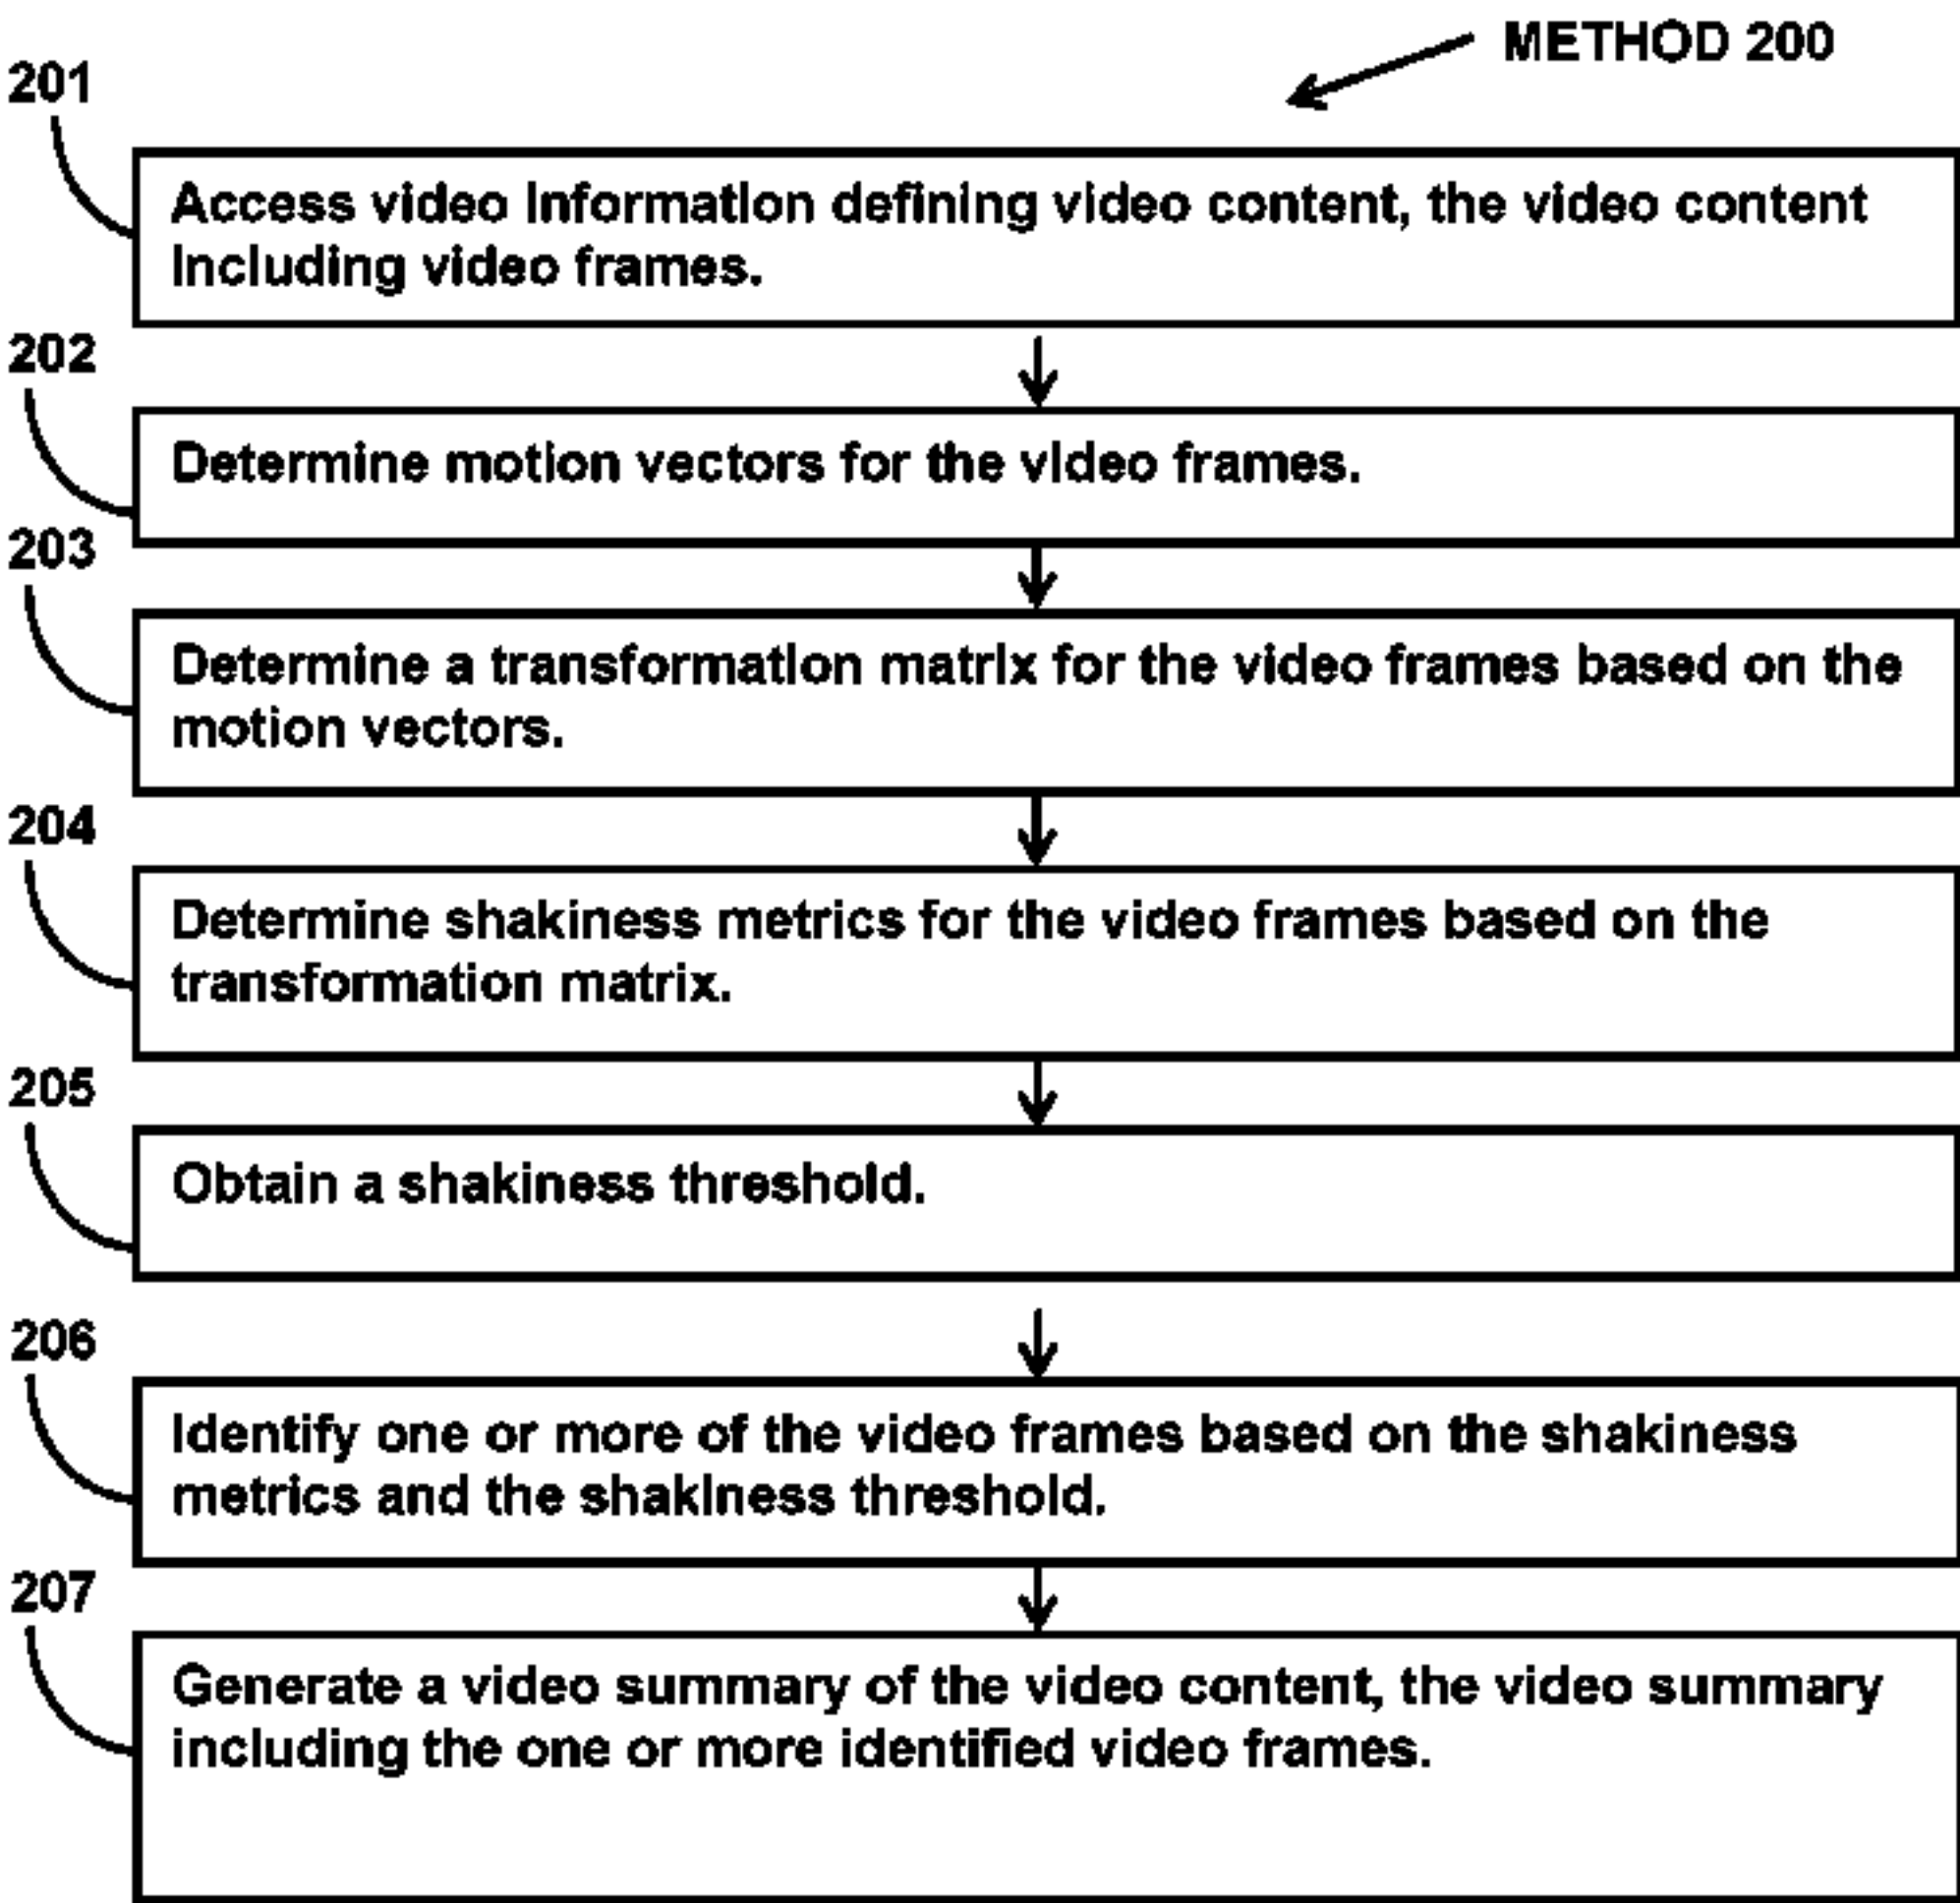 METHOD 200
201
Access video Information defining video content, the video content
Including video frames.
202
Determine motion vectors for the video frames.
203
Determine a transformation matrix for the video frames based on the
motion vectors.
204
Determine shakiness metrics for the video frames based on the
transformation matrix.
205
Obtain a shakiness threshold.
206
Identify one or more of the video frames based on the shakiness
metrics and the shakiness threshold.
207
Generate a video summary of the video content, the video summary
including the one or more identified video frames.